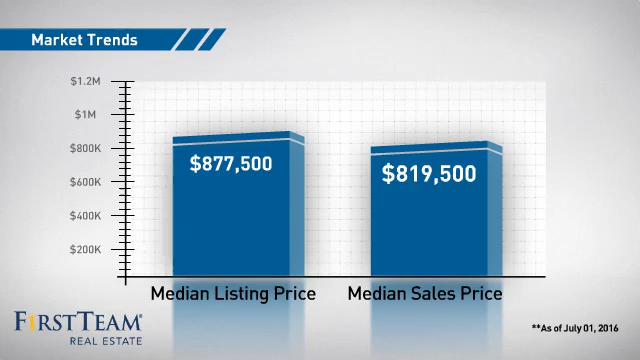 Market Trends
$1.2M
$1M
$800K
$600K
$400K
$200K
$877,500
$819,500
Median Listing Price
Median Sales Price
FIRSTTEAM®
REAL ESTATE
**As of July 01, 2016